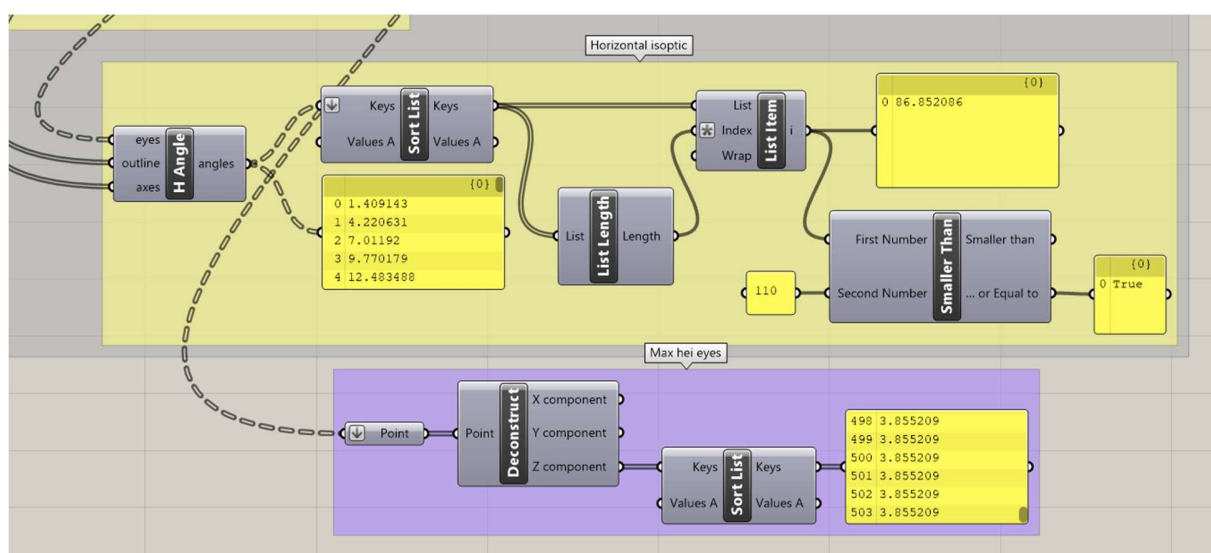 Horizontal isoptic
eyes
outline
axes
H Angle
angles
Keys
Values A
Sort List
Keys
Values A
{0}
0 1.409143
1 4.220631
2 7.01192
3 9.770179
4 12.483488
List
List Length
Length
List
Index
Wrap
List Item
i
{0}
0 86.852086
110
First Number
Second Number
Smaller Than
Smaller than
... or Equal to
{0}
0 True
Max hei eyes
Point
Point
Deconstruct
X component
Y component
Z component
Keys
Values A
Sort List
Keys
Values A
498 3.855209
499 3.855209
500 3.855209
501 3.855209
502 3.855209
503 3.855209